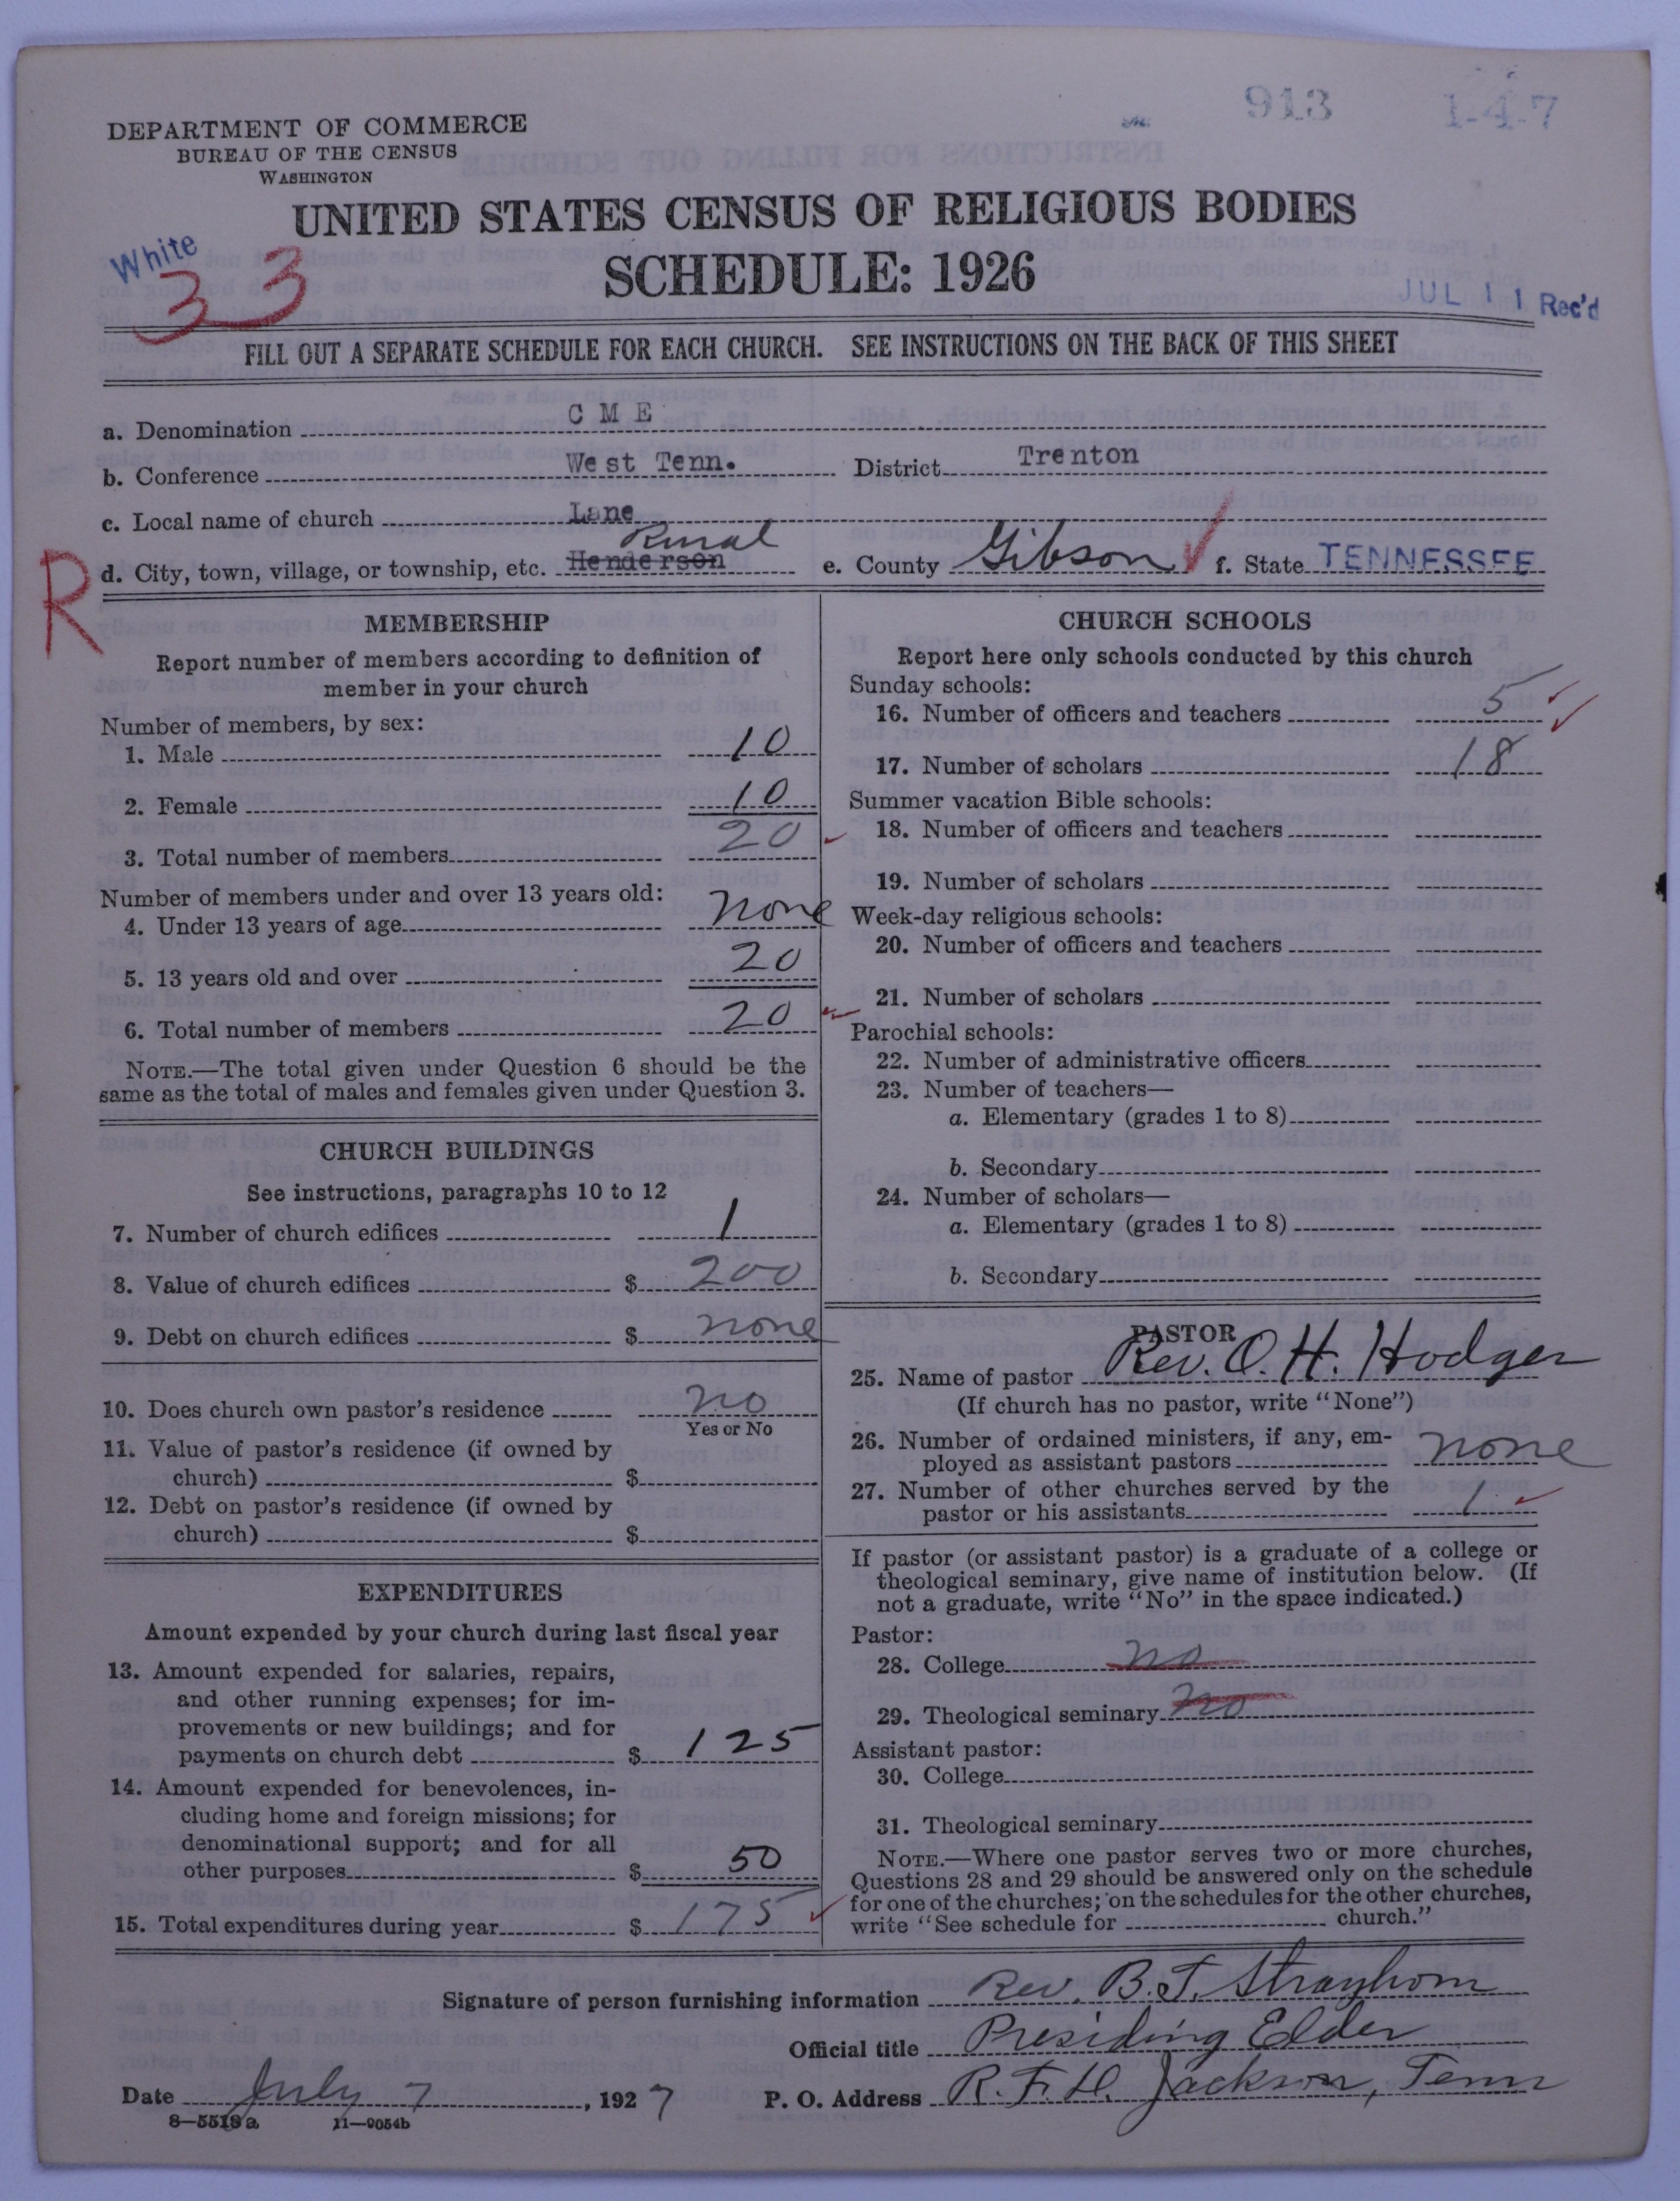 913 1-4-7
DEPARTMENT OF COMMERCE
BUREAU OF THE CENSUS
WASHINGTON
UNITED STATES CENSUS OF RELIGIOUS BODIES
SCHEDULE: 1926
White
33
JUL 11 Rec'd
FILL OUT A SEPARATE SCHEDULE FOR EACH CHURCH. SEE INSTRUCTIONS ON THE BACK OF THIS SHEET
a. Denomination C M E
b. Conference West Tenn. District Trenton
c. Local name of church Lane
Rural
R
d. City, town, village, or township, etc. Henderson e. County Gibson f. State TENNESSEE
MEMBERSHIP
Report number of members according to definition of
member in your church
Number of members, by sex:
1. Male 10
2. Female 10
3. Total number of members 20
Number of members under and over 13 years old:
4. Under 13 years of age none
5. 13 years old and over 20
6. Total number of members 20
NOTE.—The total given under Question 6 should be the
same as the total of males and females given under Question 3.
CHURCH BUILDINGS
See instructions, paragraphs 10 to 12
7. Number of church edifices 1
8. Value of church edifices $ 200
9. Debt on church edifices $ none
10. Does church own pastor's residence no
Yes or No
11. Value of pastor's residence (if owned by
church) $
12. Debt on pastor's residence (if owned by
church) $
EXPENDITURES
Amount expended by your church during last fiscal year
13. Amount expended for salaries, repairs,
and other running expenses; for im-
provements or new buildings; and for
payments on church debt $ 125
14. Amount expended for benevolences, in-
cluding home and foreign missions; for
denominational support; and for all
other purposes $ 50
15. Total expenditures during year $ 175
CHURCH SCHOOLS
Report here only schools conducted by this church
Sunday schools:
16. Number of officers and teachers 5
17. Number of scholars 18
Summer vacation Bible schools:
18. Number of officers and teachers
19. Number of scholars
Week-day religious schools:
20. Number of officers and teachers
21. Number of scholars
Parochial schools:
22. Number of administrative officers
23. Number of teachers—
a. Elementary (grades 1 to 8)
b. Secondary
24. Number of scholars—
a. Elementary (grades 1 to 8)
b. Secondary
PASTOR
25. Name of pastor Rev. O. H. Hodger
(If church has no pastor, write "None")
26. Number of ordained ministers, if any, em-
ployed as assistant pastors none
27. Number of other churches served by the
pastor or his assistants 1
If pastor (or assistant pastor) is a graduate of a college or
theological seminary, give name of institution below. (If
not a graduate, write "No" in the space indicated.)
Pastor:
28. College no
29. Theological seminary no
Assistant pastor:
30. College
31. Theological seminary
NOTE.—Where one pastor serves two or more churches,
Questions 28 and 29 should be answered only on the schedule
for one of the churches; on the schedules for the other churches,
write "See schedule for church."
Signature of person furnishing information Rev. B. T. Strayhorn
Official title Presiding Elder
Date July 7, 1927 P. O. Address R. F. D. Jackson, Tenn
8—5518a 11—9054b